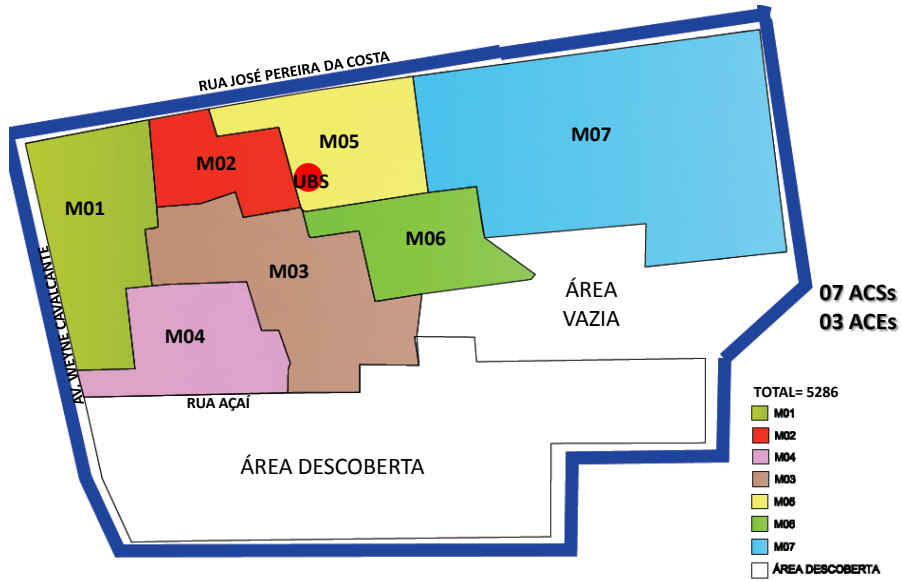 RUA JOSÉ PEREIRA DA COSTA
M07
M05
M02
UBS
M01
M06
M03
AV. WEYNE CAVALCANTE
ÁREA
VAZIA
07 ACSs
03 ACEs
M04
RUA AÇAÍ
ÁREA DESCOBERTA
TOTAL= 5286
M01
M02
M04
M03
M05
M06
M07
ÁREA DESCOBERTA